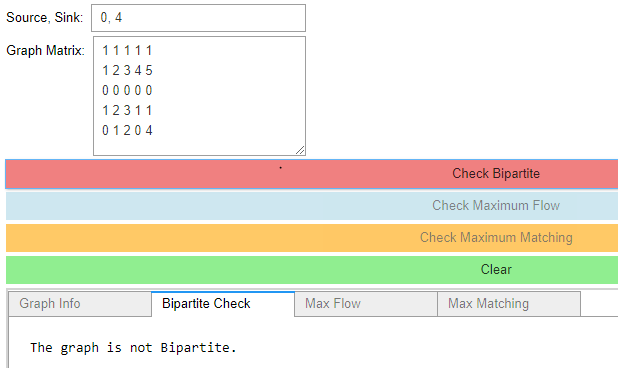 Source, Sink: 0, 4
Graph Matrix:
1 1 1 1 1
1 2 3 4 5
0 0 0 0 0
1 2 3 1 1
0 1 2 0 4
Check Bipartite
Check Maximum Flow
Check Maximum Matching
Clear
Graph Info Bipartite Check Max Flow Max Matching
The graph is not Bipartite.